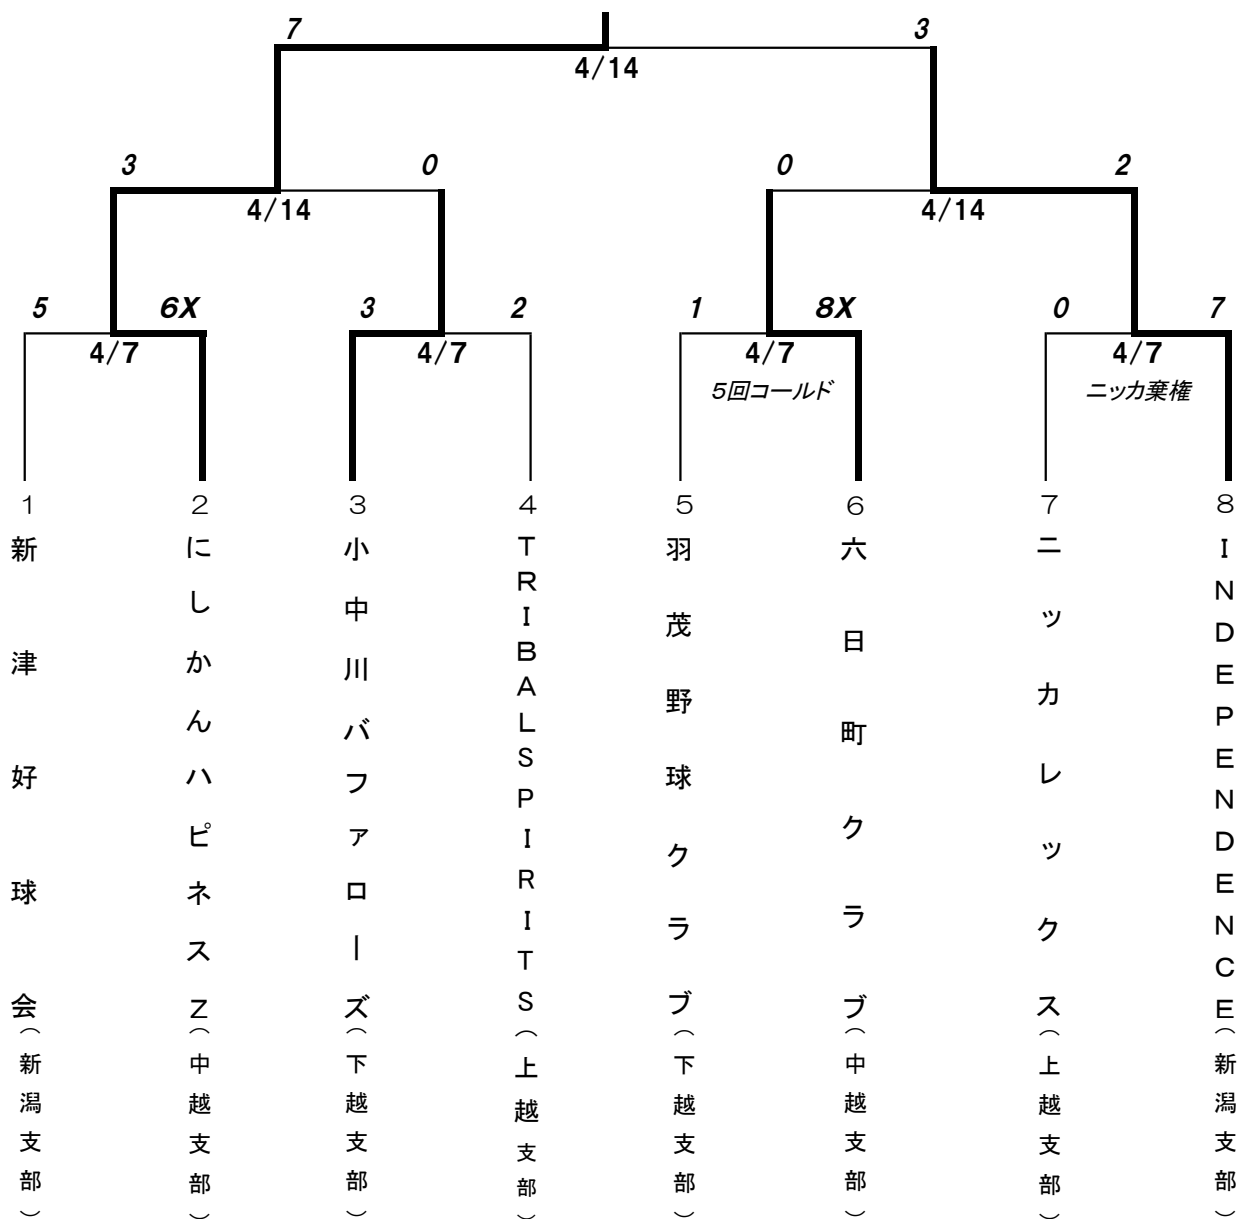 7 3
4/14
3 0 0 2
4/14 4/14
5 6X 3 2 1 8X 0 7
4/7 4/7 4/7 4/7
5回コールド ニッカ棄権
1 2 3 4 5 6 7 8
新津好球会(新潟支部)
にしかんハピネスZ(中越支部)
小中川バファローズ(下越支部)
TRIBALSPIRITS(上越支部)
羽茂野球クラブ(下越支部)
六日町クラブ(中越支部)
ニッカレックス(上越支部)
INDEPENDENCE(新潟支部)